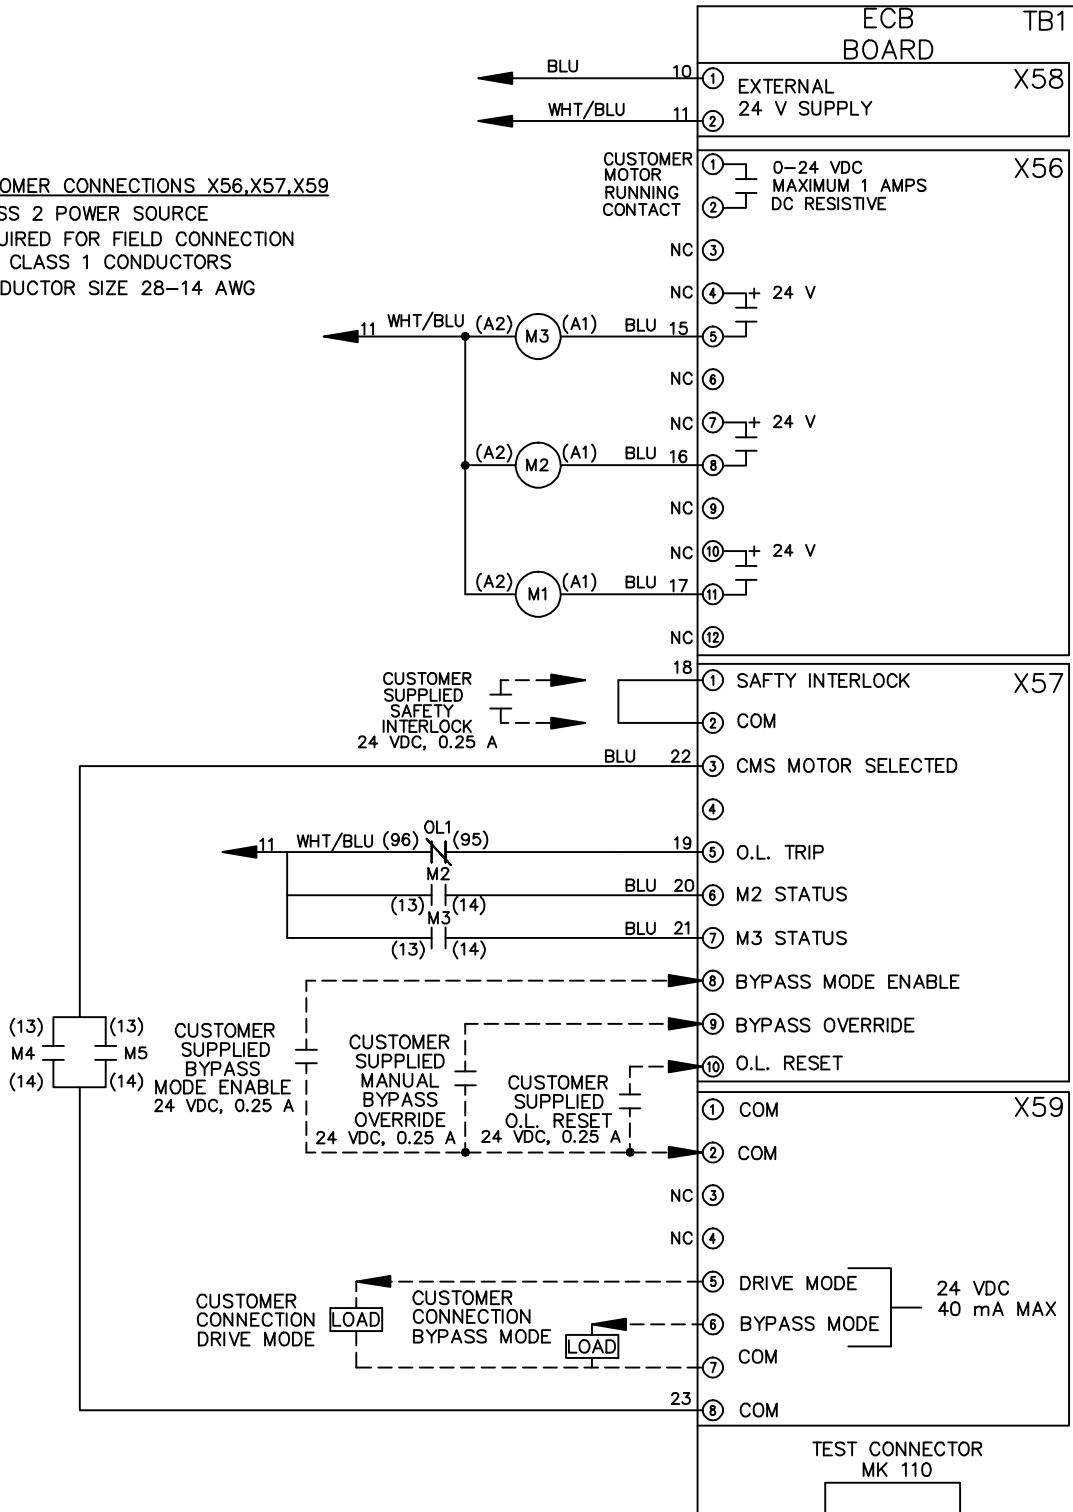 ECB
BOARD
TB1
X58
BLU 10 1 EXTERNAL
WHT/BLU 11 2 24 V SUPPLY
X56
CUSTOMER
MOTOR
RUNNING
CONTACT
1
2
0-24 VDC
MAXIMUM 1 AMPS
DC RESISTIVE
OMER CONNECTIONS X56,X57,X59
SS 2 POWER SOURCE
UIRED FOR FIELD CONNECTION
CLASS 1 CONDUCTORS
DUCTOR SIZE 28-14 AWG
NC 3
NC 4 + 24 V
11 WHT/BLU (A2) M3 (A1) BLU 15 5
NC 6
NC 7 + 24 V
(A2) M2 (A1) BLU 16 8
NC 9
NC 10 + 24 V
(A2) M1 (A1) BLU 17 11
NC 12
X57
18 1 SAFTY INTERLOCK
2 COM
CUSTOMER
SUPPLIED
SAFETY
INTERLOCK
24 VDC, 0.25 A
BLU 22 3 CMS MOTOR SELECTED
4
11 WHT/BLU (96) OL1 (95) 19 5 O.L. TRIP
M2
(13) (14) BLU 20 6 M2 STATUS
M3
(13) (14) BLU 21 7 M3 STATUS
8 BYPASS MODE ENABLE
9 BYPASS OVERRIDE
10 O.L. RESET
(13) (13)
M4 M5
(14) (14)
CUSTOMER
SUPPLIED
BYPASS
MODE ENABLE
24 VDC, 0.25 A
CUSTOMER
SUPPLIED
MANUAL
BYPASS
OVERRIDE
24 VDC, 0.25 A
CUSTOMER
SUPPLIED
O.L. RESET
24 VDC, 0.25 A
X59
1 COM
2 COM
NC 3
NC 4
5 DRIVE MODE
6 BYPASS MODE
7 COM
24 VDC
40 mA MAX
CUSTOMER
CONNECTION
DRIVE MODE
LOAD
CUSTOMER
CONNECTION
BYPASS MODE
LOAD
23 8 COM
TEST CONNECTOR
MK 110